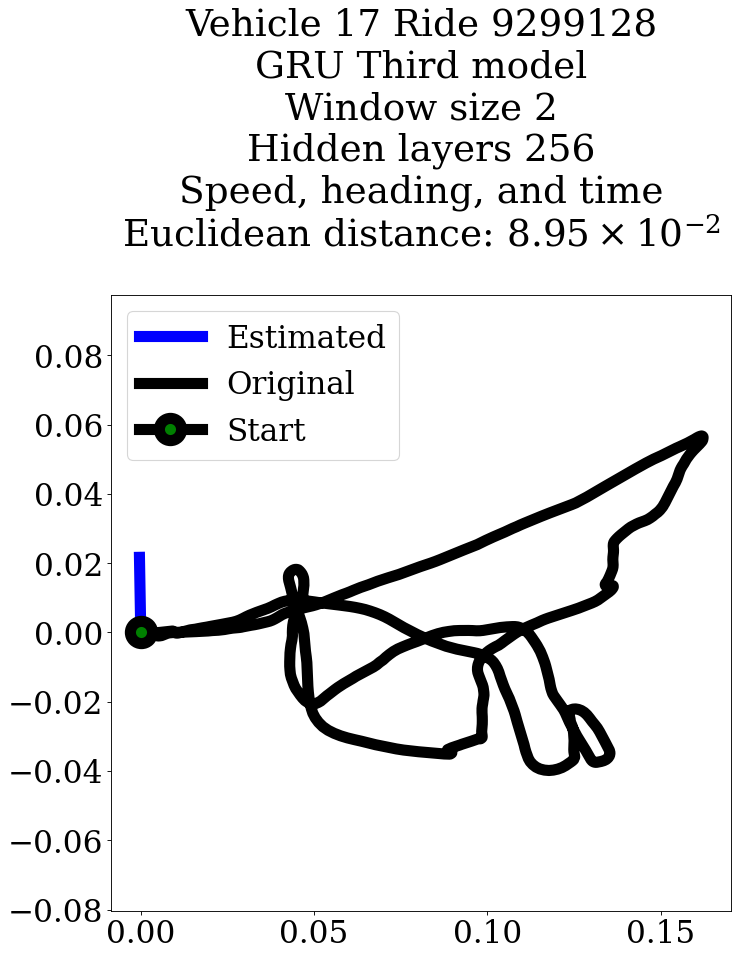 Vehicle 17 Ride 9299128
GRU Third model
Window size 2
Hidden layers 256
Speed, heading, and time
Euclidean distance: 8.95 × 10⁻²
Estimated
Original
Start
0.08
0.06
0.04
0.02
0.00
−0.02
−0.04
−0.06
−0.08
0.00 0.05 0.10 0.15